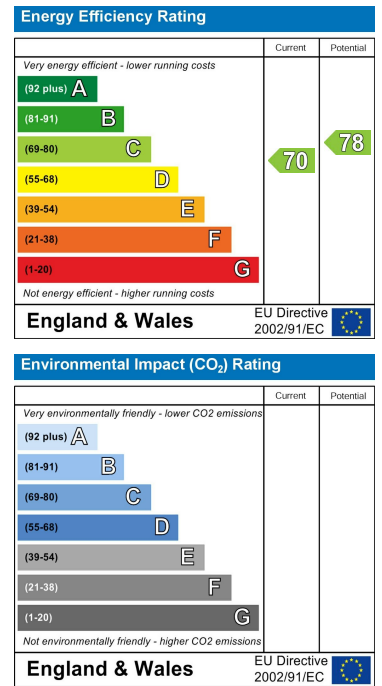 Energy Efficiency Rating
Current Potential
Very energy efficient - lower running costs
(92 plus) A
(81-91) B
(69-80) C
(55-68) D
(39-54) E
(21-38) F
(1-20) G
70
78
Not energy efficient - higher running costs
England & Wales
EU Directive
2002/91/EC
Environmental Impact (CO₂) Rating
Current Potential
Very environmentally friendly - lower CO2 emissions
(92 plus) A
(81-91) B
(69-80) C
(55-68) D
(39-54) E
(21-38) F
(1-20) G
Not environmentally friendly - higher CO2 emissions
England & Wales
EU Directive
2002/91/EC